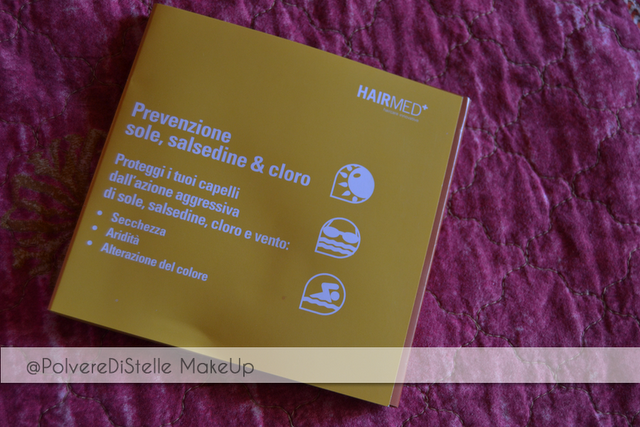 HAIRMED+
Prevenzione
sole, salsedine & cloro
Proteggi i tuoi capelli
dall'azione aggressiva
di sole, salsedine, cloro e vento:
• Secchezza
• Aridità
• Alterazione del colore
@PolvereDiStelle MakeUp